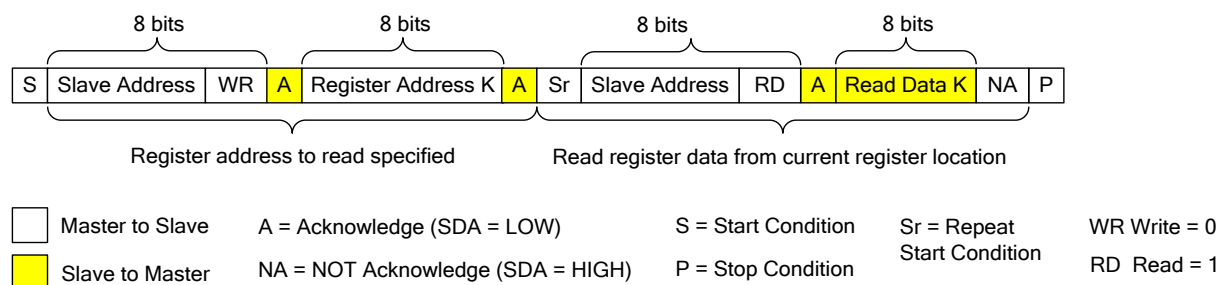 8 bits 8 bits 8 bits 8 bits
S Slave Address WR A Register Address K A Sr Slave Address RD A Read Data K NA P
Register address to read specified Read register data from current register location
Master to Slave A = Acknowledge (SDA = LOW) S = Start Condition Sr = Repeat Start Condition WR Write = 0
Slave to Master NA = NOT Acknowledge (SDA = HIGH) P = Stop Condition RD Read = 1